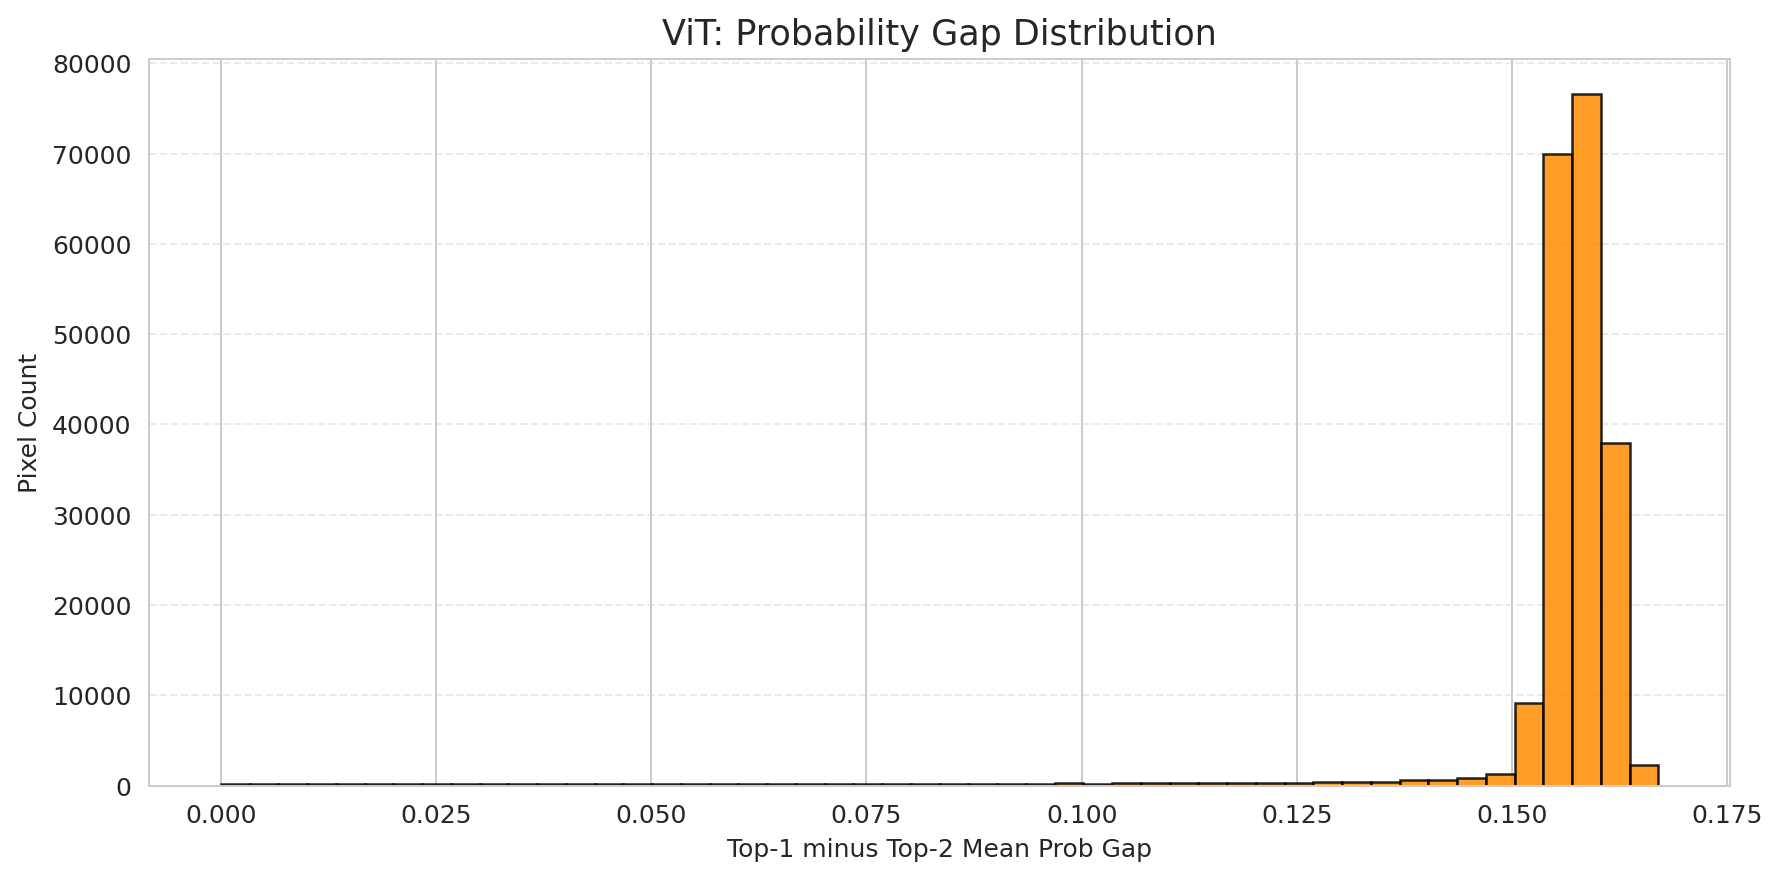 ViT: Probability Gap Distribution
80000
70000
60000
50000
40000
30000
20000
10000
0
Pixel Count
0.000 0.025 0.050 0.075 0.100 0.125 0.150 0.175
Top-1 minus Top-2 Mean Prob Gap